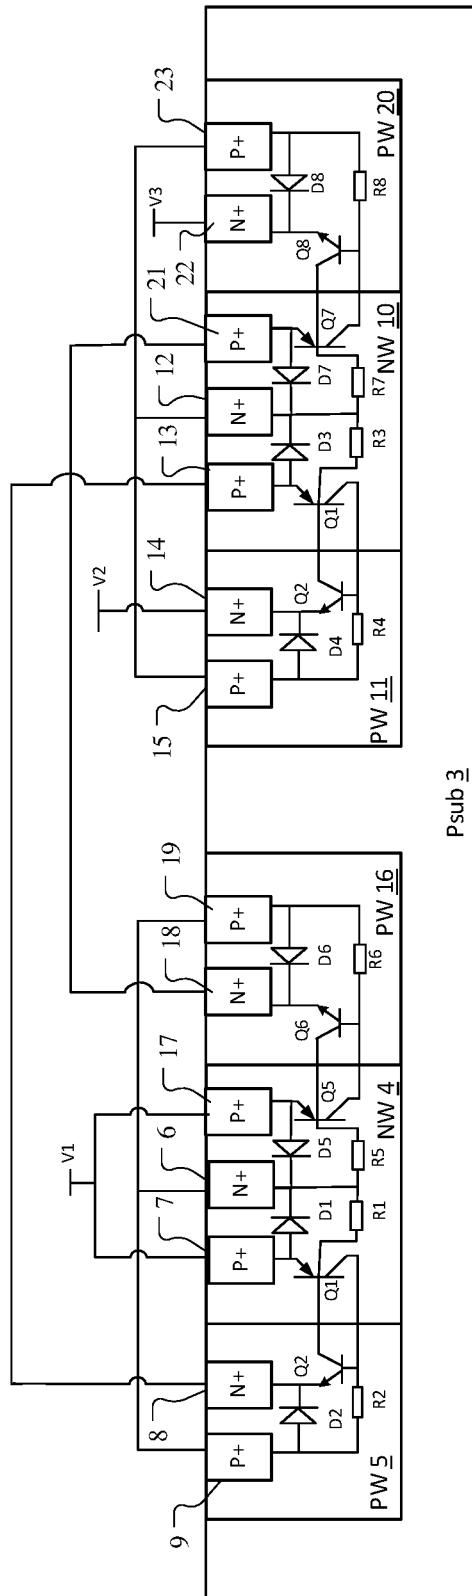 V1
V2
V3
9
8
7
6
17
18
19
15
14
13
12
21
22
23
P+
N+
P+
N+
P+
N+
P+
P+
N+
P+
N+
P+
N+
P+
D2
Q2
Q1
D1
D5
Q5
Q6
D6
D4
Q2
Q1
D3
D7
Q7
Q8
D8
R2
R1
R5
R6
R4
R3
R7
R8
PW 5
NW 4
PW 16
PW 11
NW 10
PW 20
Psub 3